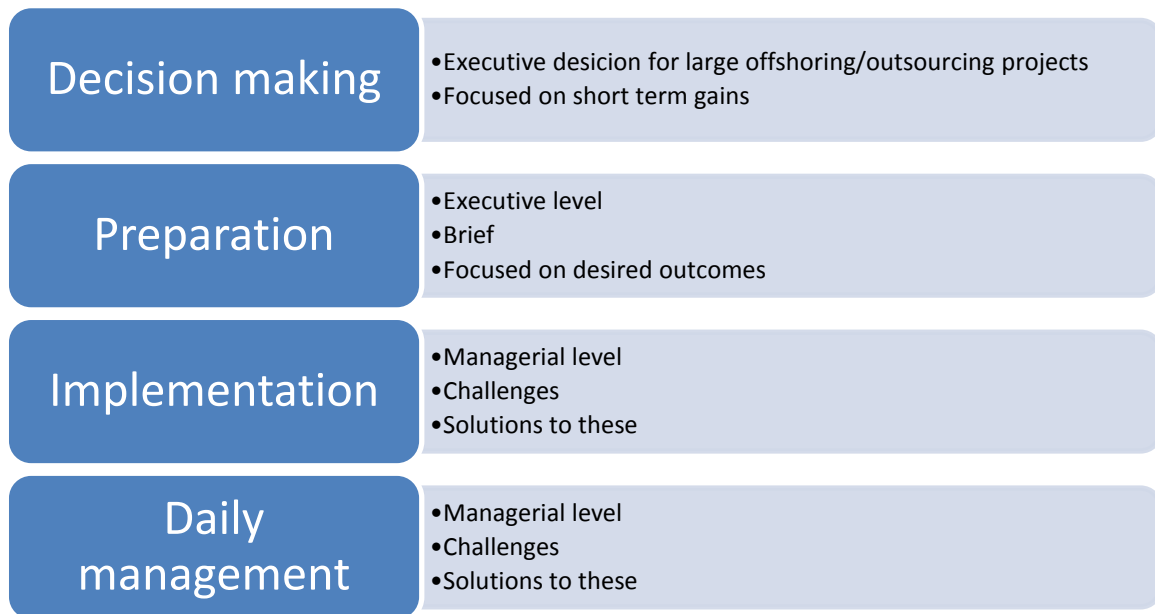 Decision making
•Executive desicion for large offshoring/outsourcing projects
•Focused on short term gains
Preparation
•Executive level
•Brief
•Focused on desired outcomes
Implementation
•Managerial level
•Challenges
•Solutions to these
Daily
management
•Managerial level
•Challenges
•Solutions to these